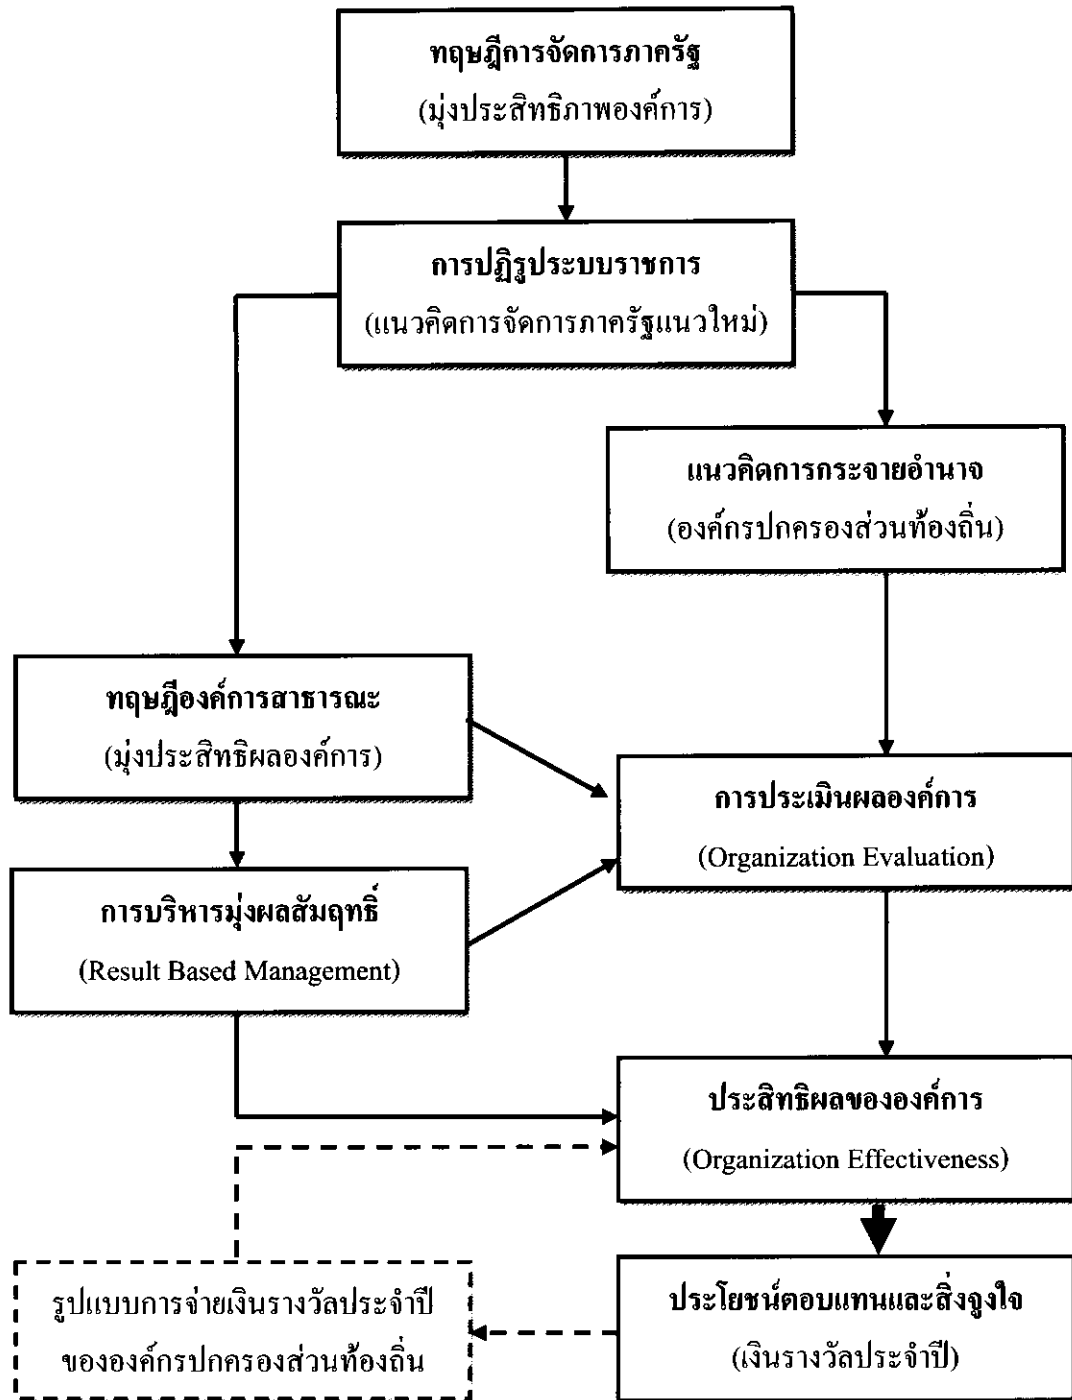 ทฤษฎีการจัดการภาครัฐ
(มุ่งประสิทธิภาพองค์การ)
การปฏิรูประบบราชการ
(แนวคิดการจัดการภาครัฐแนวใหม่)
แนวคิดการกระจายอำนาจ
(องค์กรปกครองส่วนท้องถิ่น)
ทฤษฎีองค์การสาธารณะ
(มุ่งประสิทธิผลองค์การ)
การประเมินผลองค์การ
(Organization Evaluation)
การบริหารมุ่งผลสัมฤทธิ์
(Result Based Management)
ประสิทธิผลขององค์การ
(Organization Effectiveness)
รูปแบบการจ่ายเงินรางวัลประจำปี
ขององค์กรปกครองส่วนท้องถิ่น
ประโยชน์ตอบแทนและสิ่งจูงใจ
(เงินรางวัลประจำปี)